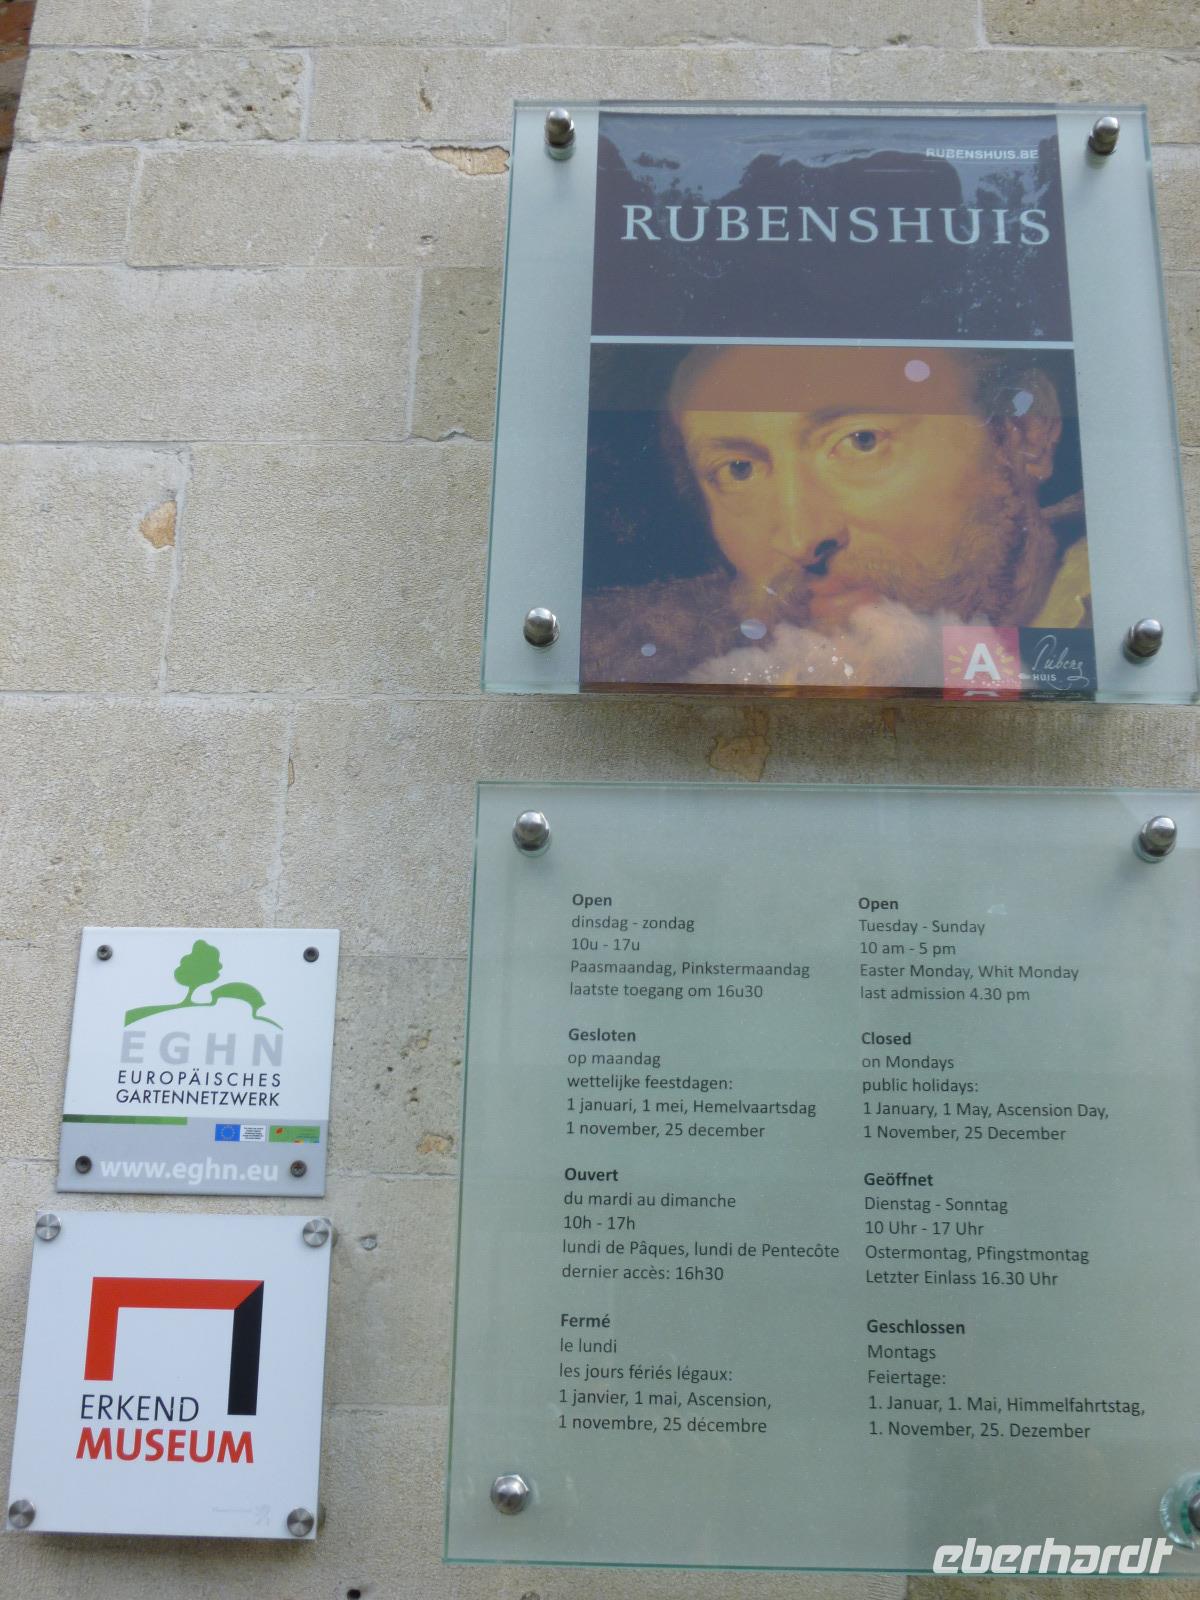 RUBENSHUIS.BE
RUBENSHUIS
A
HUIS
Open
dinsdag - zondag
10u - 17u
Paasmaandag, Pinkstermaandag
laatste toegang om 16u30
Gesloten
op maandag
wettelijke feestdagen:
1 januari, 1 mei, Hemelvaartsdag
1 november, 25 december
Ouvert
du mardi au dimanche
10h - 17h
lundi de Pâques, lundi de Pentecôte
dernier accès: 16h30
Fermé
le lundi
les jours fériés légaux:
1 janvier, 1 mai, Ascension,
1 novembre, 25 décembre
Open
Tuesday - Sunday
10 am - 5 pm
Easter Monday, Whit Monday
last admission 4.30 pm
Closed
on Mondays
public holidays:
1 January, 1 May, Ascension Day,
1 November, 25 December
Geöffnet
Dienstag - Sonntag
10 Uhr - 17 Uhr
Ostermontag, Pfingstmontag
Letzter Einlass 16.30 Uhr
Geschlossen
Montags
Feiertage:
1. Januar, 1. Mai, Himmelfahrtstag,
1. November, 25. Dezember
EGHN
EUROPÄISCHES
GARTENNETZWERK
www.eghn.eu
ERKEND
MUSEUM
eberhardt